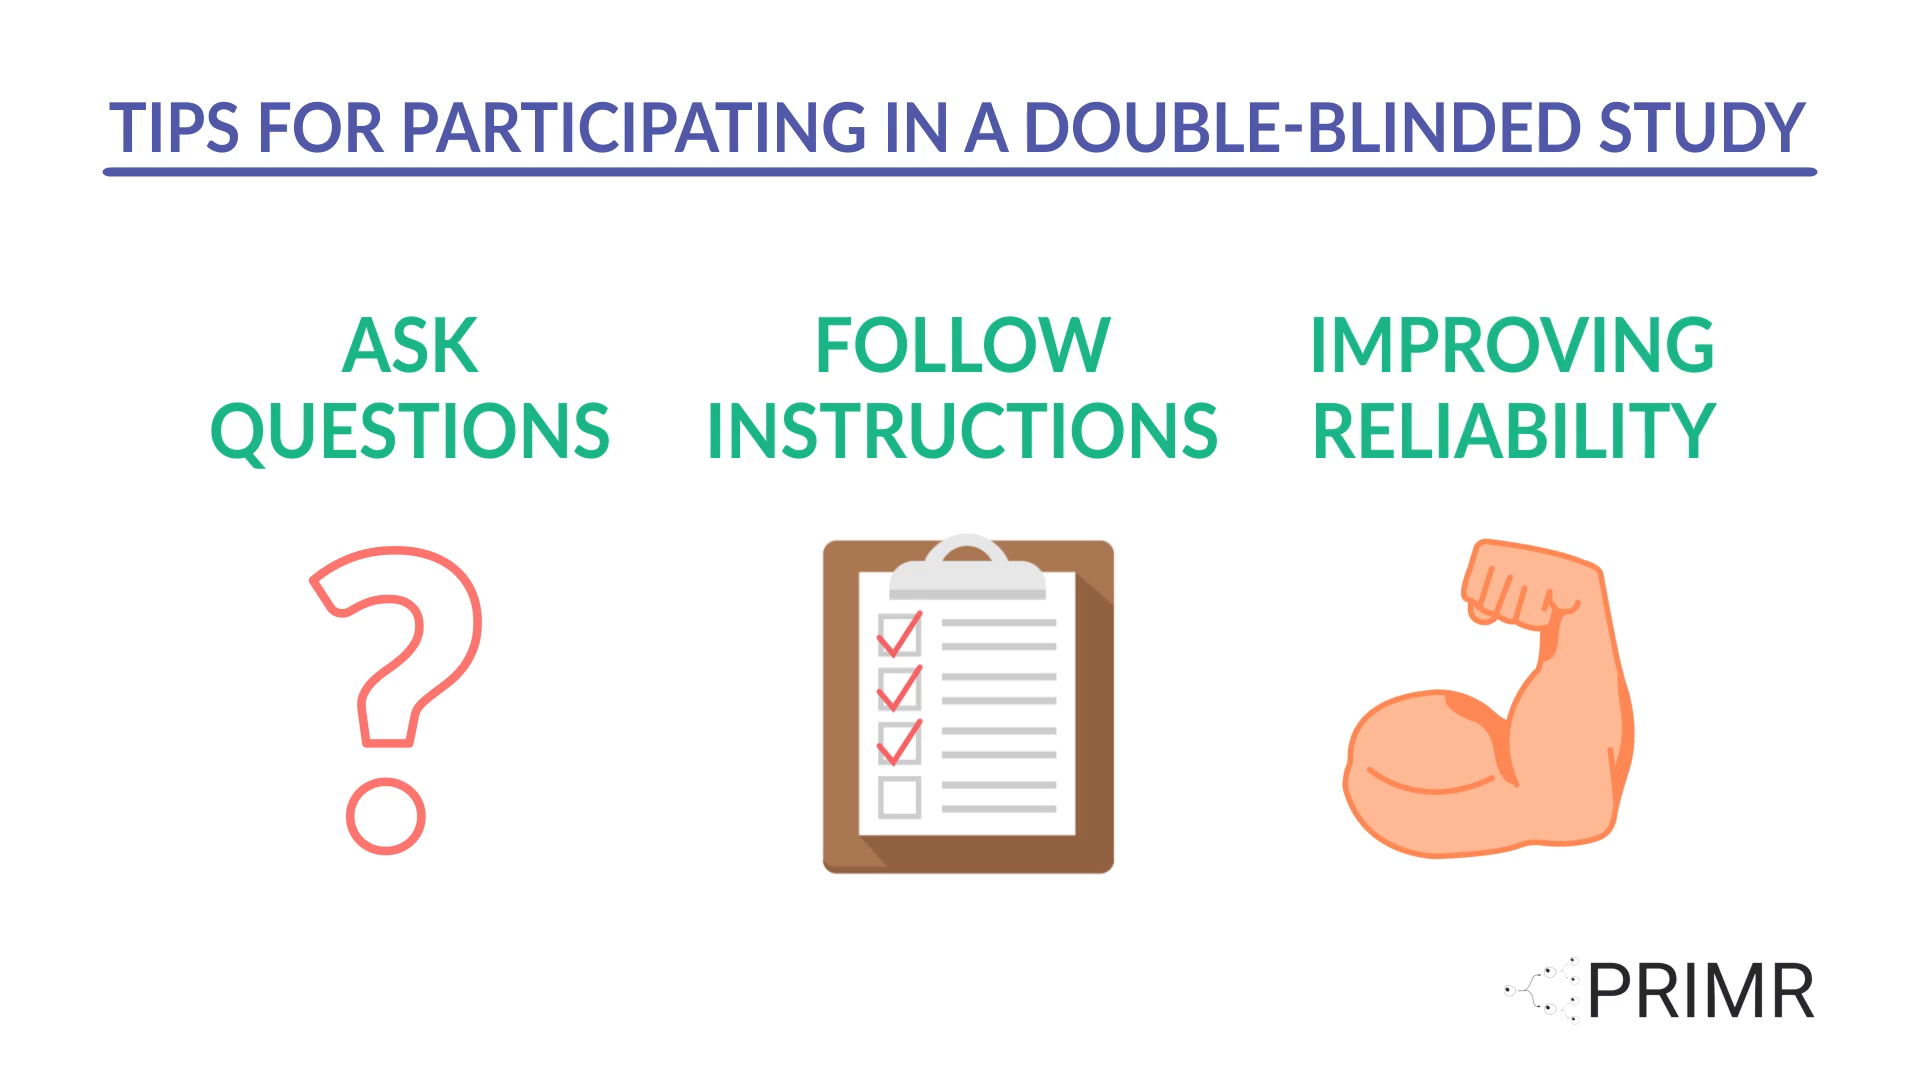 TIPS FOR PARTICIPATING IN A DOUBLE-BLINDED STUDY
ASK
QUESTIONS
FOLLOW
INSTRUCTIONS
IMPROVING
RELIABILITY
PRIMR